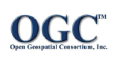 OGC™
Open Geospatial Consortium, Inc.